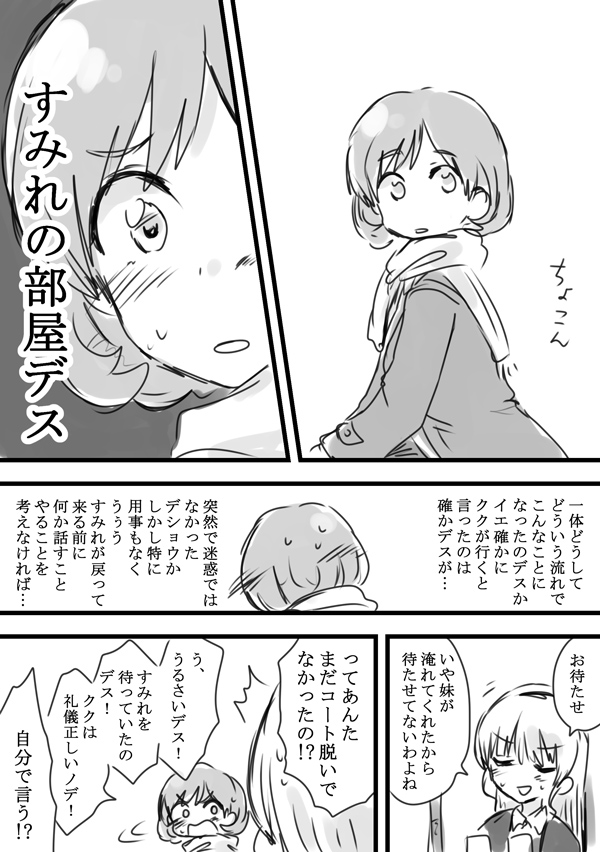 ちょこん
すみれの部屋デス
一体どうして
どういう流れで
こんなことに
なったのデスか
イエ確かに
ククが行くと
言ったのは
確かデスが…
突然で迷惑では
なかった
デショウか
しかし特に
用事もなく
うぅう
すみれが戻って
来る前に
何か話すこと
やることを
考えなければ…
お待たせ
いや妹が
淹れてくれたから
待たせてないわよね
ってあんた
まだコート脱いで
なかったの!?
う、
うるさいデス！
すみれを
待っていたの
デス！
ククは
礼儀正しいノデ！
自分で言う!?